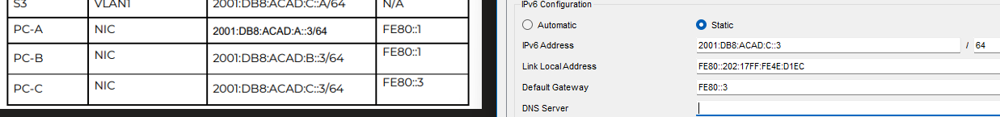 S3 VLAN1 2001:DB8:ACAD:C::A/64 N/A
PC-A NIC 2001:DB8:ACAD:A::3/64 FE80::1
PC-B NIC 2001:DB8:ACAD:B::3/64 FE80::1
PC-C NIC 2001:DB8:ACAD:C::3/64 FE80::3
IPv6 Configuration
Automatic Static
IPv6 Address 2001:DB8:ACAD:C::3 / 64
Link Local Address FE80::202:17FF:FE4E:D1EC
Default Gateway FE80::3
DNS Server